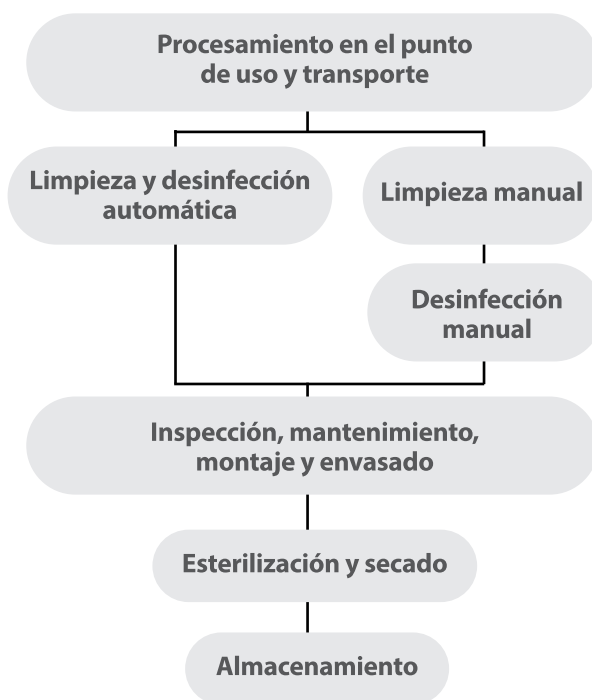 Procesamiento en el punto
de uso y transporte
Limpieza y desinfección
automática
Limpieza manual
Desinfección
manual
Inspección, mantenimiento,
montaje y envasado
Esterilización y secado
Almacenamiento